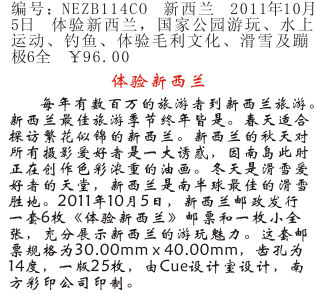 编号：NEZB114CO　新西兰　2011年10月
5日　体验新西兰，国家公园游玩、水上
运动、钓鱼、体验毛利文化、滑雪及蹦
极6全　￥96.00
体验新西兰
每年有数百万的旅游者到新西兰旅游。
新西兰最佳旅游季节终年皆是。春天适合
探访繁花似锦的新西兰。新西兰的秋天对
所有摄影爱好者是一大诱惑，因南岛此时
正在创作色彩浓重的油画。冬天是滑雪爱
好者的天堂，新西兰是南半球最佳的滑雪
胜地。2011年10月5日，新西兰邮政发行
一套6枚《体验新西兰》邮票和一枚小全
张，充分展示新西兰的游玩魅力。这套邮
票规格为30.00mm x 40.00mm，齿孔为
14度，一版25枚，由Cue设计室设计，南
方彩印公司印制。